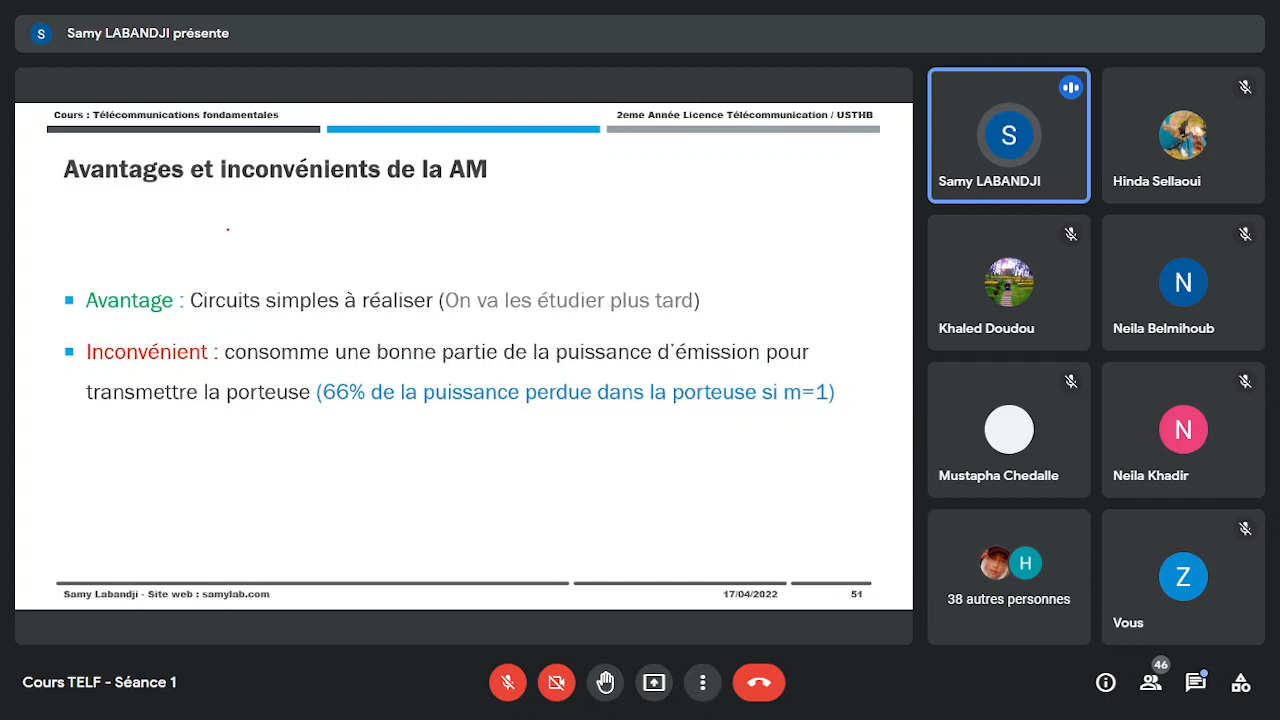 S
Samy LABANDJI présente
Cours : Télécommunications fondamentales
2eme Année Licence Télécommunication / USTHB
Avantages et inconvénients de la AM
Avantage : Circuits simples à réaliser (On va les étudier plus tard)
Inconvénient : consomme une bonne partie de la puissance d’émission pour
transmettre la porteuse (66% de la puissance perdue dans la porteuse si m=1)
Samy Labandji - Site web : samylab.com
17/04/2022
51
S
Samy LABANDJI
Hinda Sellaoui
Khaled Doudou
N
Neila Belmihoub
Mustapha Chedalle
N
Neila Khadir
H
38 autres personnes
Z
Vous
Cours TELF - Séance 1
46